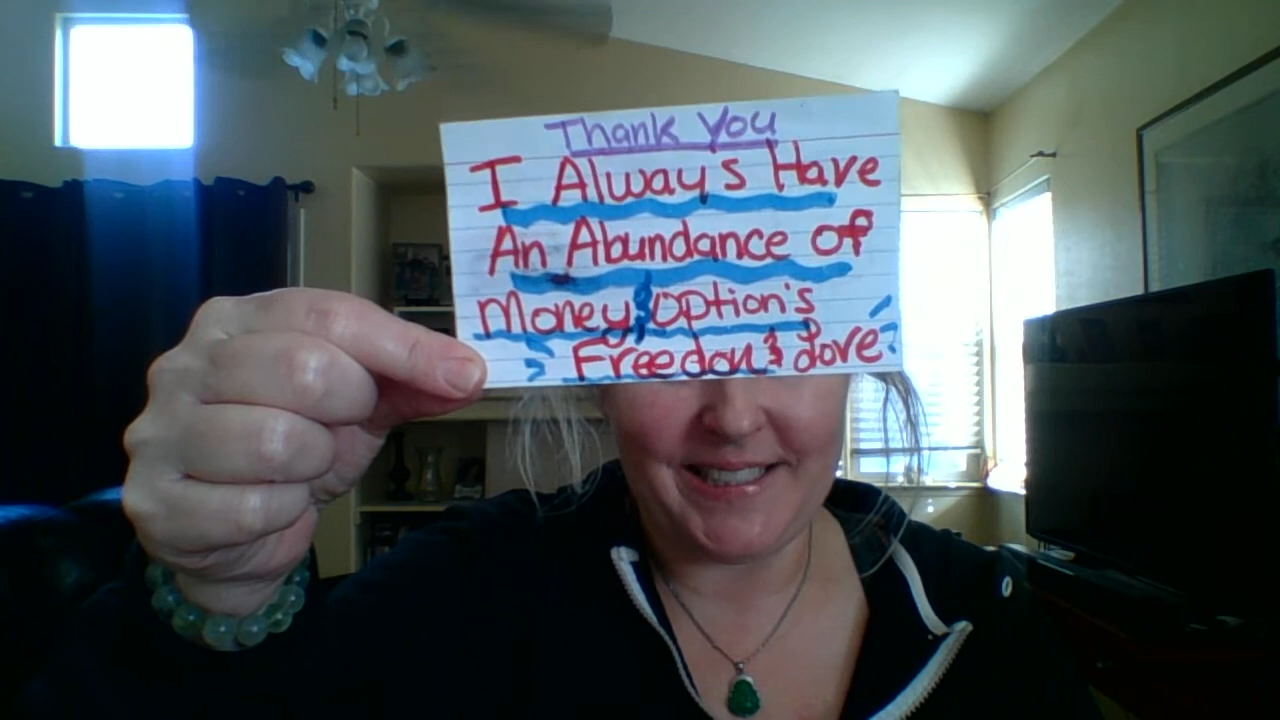 Thank You
I Always Have
An Abundance of
Money, Option's
Freedom & Love